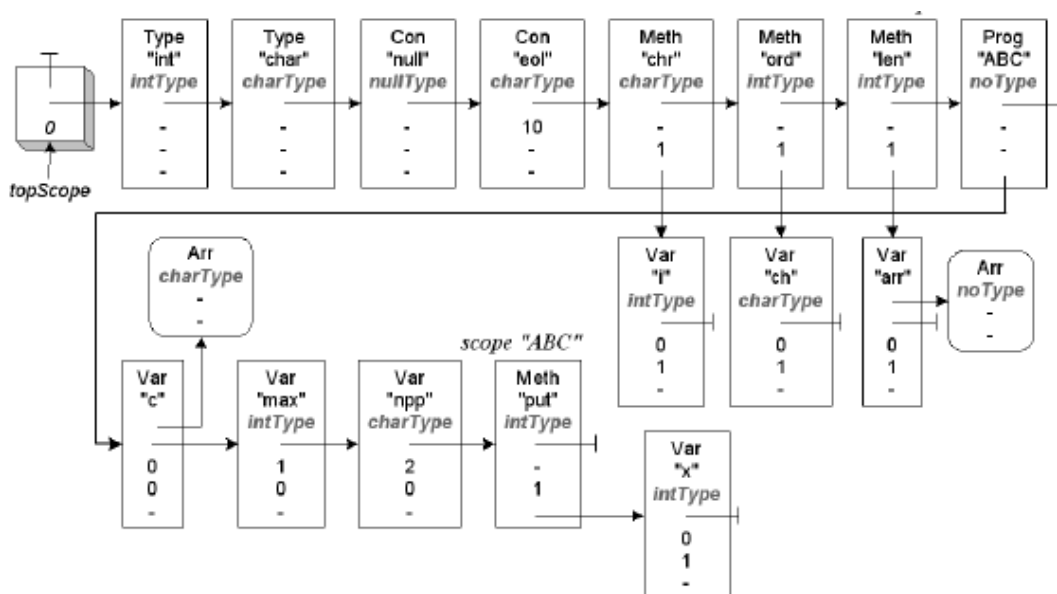 Type
"int"
intType
-
-
-
Type
"char"
charType
-
-
-
Con
"null"
nullType
-
-
-
Con
"eol"
charType
10
-
-
Meth
"chr"
charType
-
1
Meth
"ord"
intType
-
1
Meth
"len"
intType
-
1
Prog
"ABC"
noType
-
-
0
topScope
Arr
charType
-
-
Var
"i"
intType
0
1
-
Var
"ch"
charType
0
1
-
Var
"arr"
0
1
-
Arr
noType
-
-
scope "ABC"
Var
"c"
0
0
-
Var
"max"
intType
1
0
-
Var
"npp"
charType
2
0
-
Meth
"put"
intType
-
1
Var
"x"
intType
0
1
-